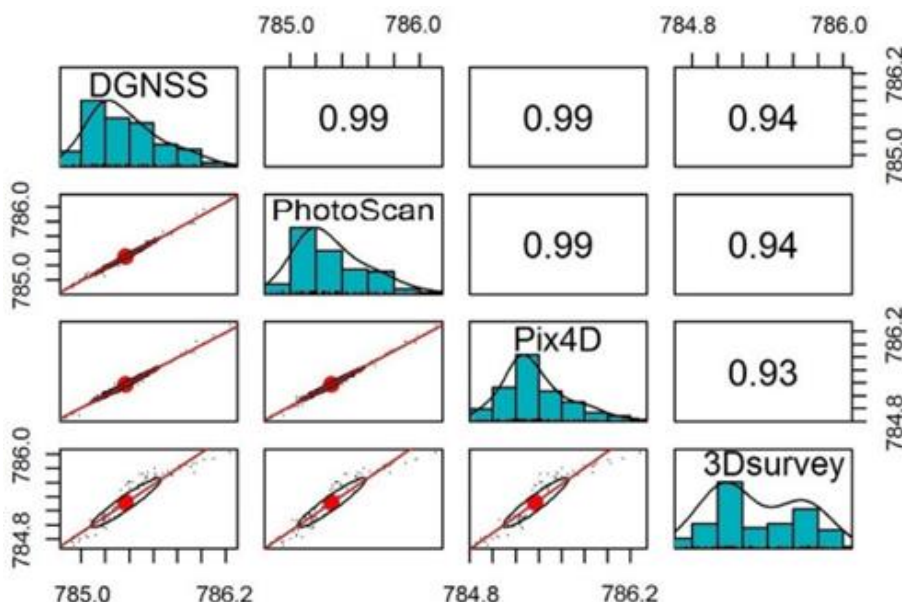 785.0 786.0 784.8 786.0
DGNSS 0.99 0.99 0.94
785.0 786.2
785.0 786.0
PhotoScan 0.99 0.94
Pix4D 0.93
784.8 786.2
784.8 786.0
3Dsurvey
785.0 786.2 784.8 786.2